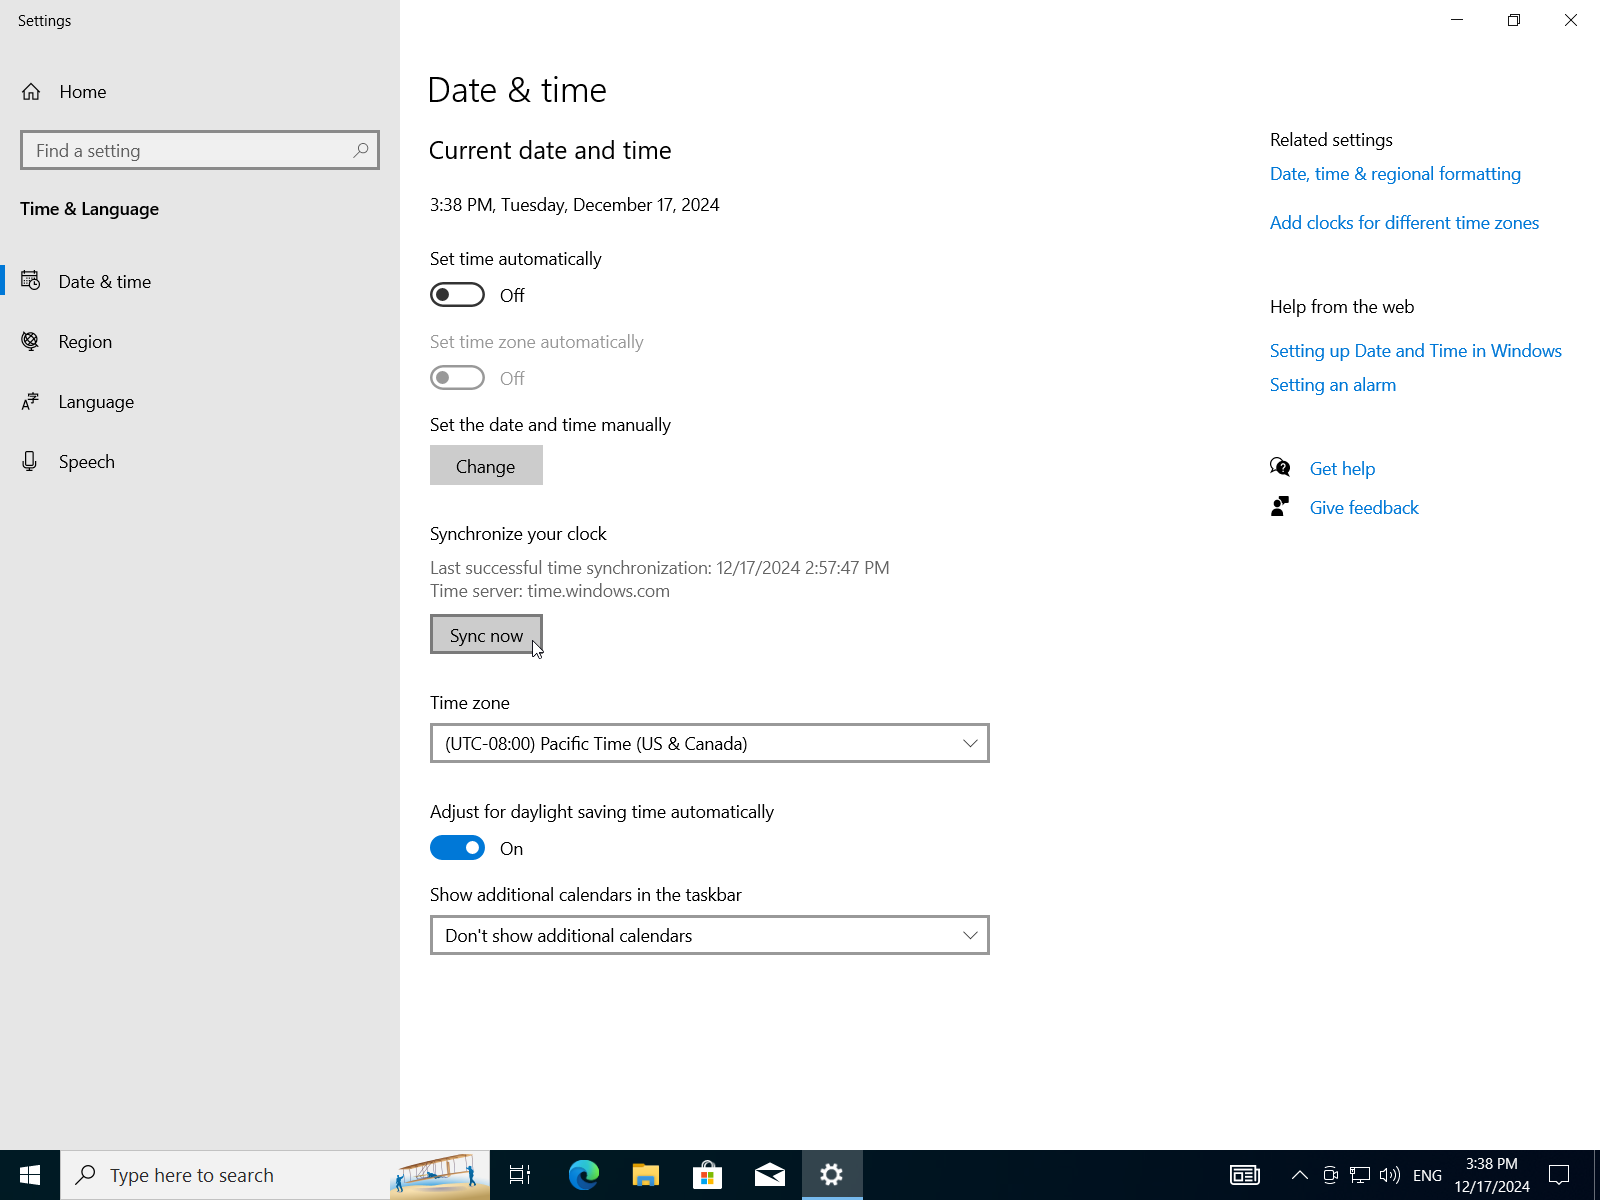 Settings
Home
Find a setting
Time & Language
Date & time
Region
Language
Speech
Date & time
Current date and time
3:38 PM, Tuesday, December 17, 2024
Set time automatically
Off
Set time zone automatically
Off
Set the date and time manually
Change
Synchronize your clock
Last successful time synchronization: 12/17/2024 2:57:47 PM
Time server: time.windows.com
Sync now
Time zone
(UTC-08:00) Pacific Time (US & Canada)
Adjust for daylight saving time automatically
On
Show additional calendars in the taskbar
Don't show additional calendars
Related settings
Date, time & regional formatting
Add clocks for different time zones
Help from the web
Setting up Date and Time in Windows
Setting an alarm
Get help
Give feedback
Type here to search
ENG
3:38 PM
12/17/2024